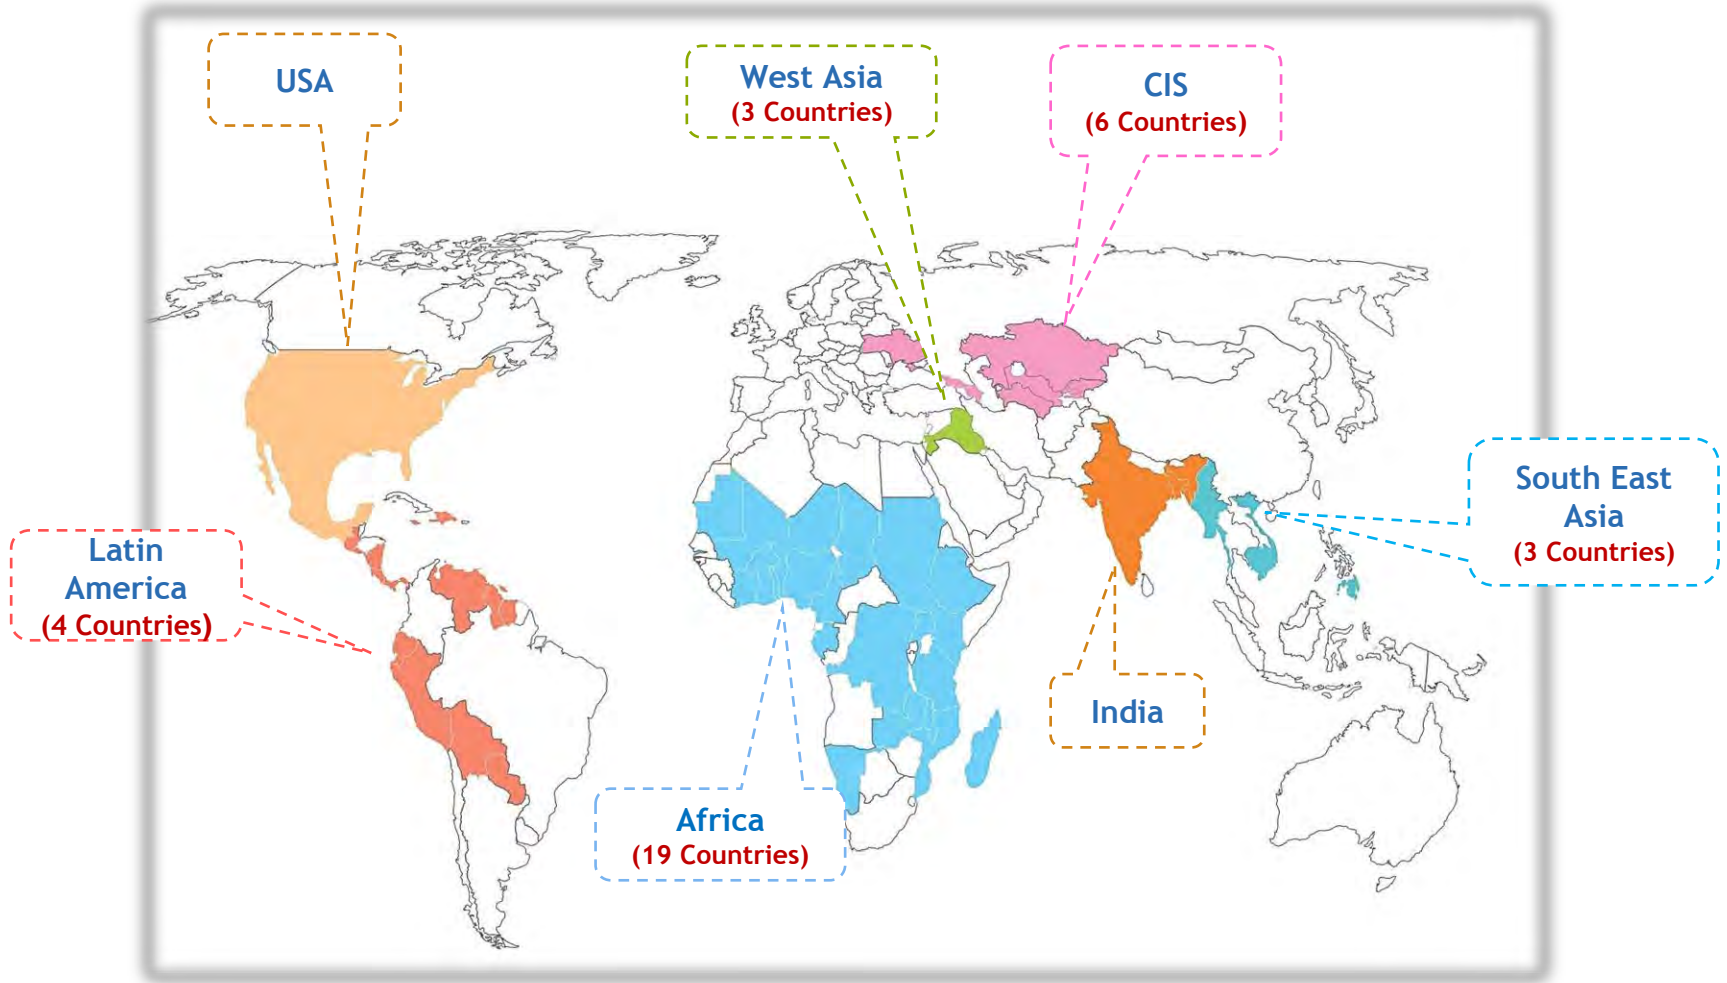 USA
West Asia
(3 Countries)
CIS
(6 Countries)
South East
Asia
(3 Countries)
Latin
America
(4 Countries)
India
Africa
(19 Countries)